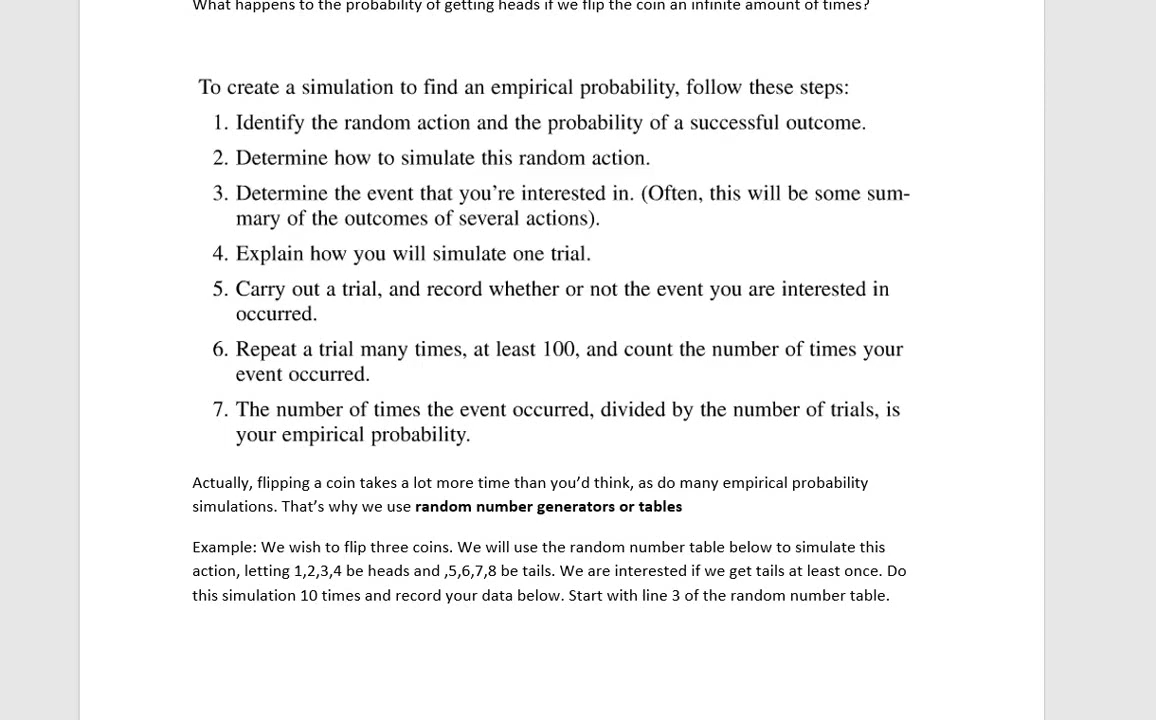 What happens to the probability of getting heads if we flip the coin an infinite amount of times?
To create a simulation to find an empirical probability, follow these steps:
1. Identify the random action and the probability of a successful outcome.
2. Determine how to simulate this random action.
3. Determine the event that you’re interested in. (Often, this will be some sum-
mary of the outcomes of several actions).
4. Explain how you will simulate one trial.
5. Carry out a trial, and record whether or not the event you are interested in
occurred.
6. Repeat a trial many times, at least 100, and count the number of times your
event occurred.
7. The number of times the event occurred, divided by the number of trials, is
your empirical probability.
Actually, flipping a coin takes a lot more time than you’d think, as do many empirical probability
simulations. That’s why we use random number generators or tables
Example: We wish to flip three coins. We will use the random number table below to simulate this
action, letting 1,2,3,4 be heads and ,5,6,7,8 be tails. We are interested if we get tails at least once. Do
this simulation 10 times and record your data below. Start with line 3 of the random number table.